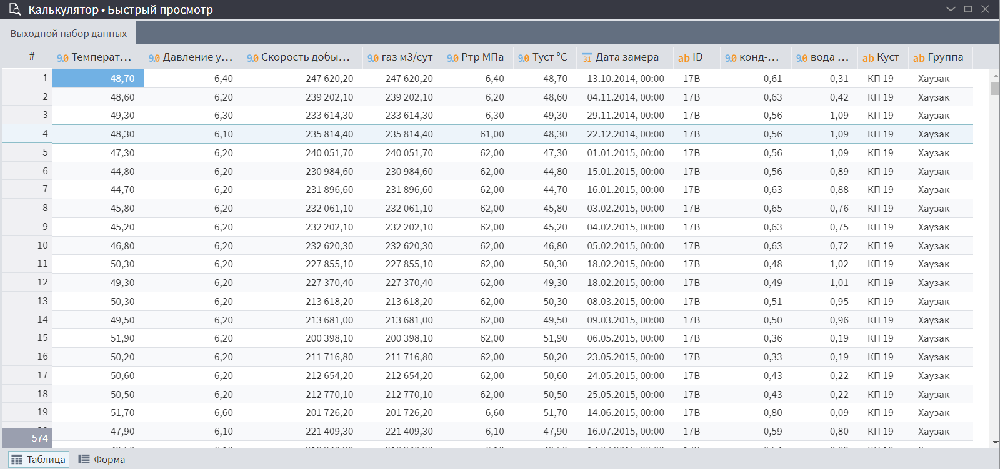 Калькулятор • Быстрый просмотр
Выходной набор данных
# 9.0 Температ... 9.0 Давление у... 9.0 Скорость добы... 9.0 газ м3/сут 9.0 Ртр МПа 9.0 Туст °С 31 Дата замера ab ID 9.0 конд-... 9.0 вода ... ab Куст ab Группа
1 48,70 6,40 247 620,20 247 620,20 6,40 48,70 13.10.2014, 00:00 17В 0,61 0,31 КП 19 Хаузак
2 48,60 6,20 239 202,10 239 202,10 6,20 48,60 04.11.2014, 00:00 17В 0,63 0,42 КП 19 Хаузак
3 49,30 6,30 233 614,30 233 614,30 6,30 49,30 29.11.2014, 00:00 17В 0,56 1,09 КП 19 Хаузак
4 48,30 6,10 235 814,40 235 814,40 61,00 48,30 22.12.2014, 00:00 17В 0,56 1,09 КП 19 Хаузак
5 47,30 6,20 240 051,70 240 051,70 62,00 47,30 01.01.2015, 00:00 17В 0,56 1,09 КП 19 Хаузак
6 44,80 6,20 230 984,60 230 984,60 62,00 44,80 15.01.2015, 00:00 17В 0,56 0,89 КП 19 Хаузак
7 44,70 6,20 231 896,60 231 896,60 62,00 44,70 16.01.2015, 00:00 17В 0,63 0,88 КП 19 Хаузак
8 45,80 6,20 232 061,10 232 061,10 62,00 45,80 03.02.2015, 00:00 17В 0,65 0,76 КП 19 Хаузак
9 45,20 6,20 232 202,10 232 202,10 62,00 45,20 04.02.2015, 00:00 17В 0,63 0,75 КП 19 Хаузак
10 46,80 6,20 232 620,30 232 620,30 62,00 46,80 05.02.2015, 00:00 17В 0,63 0,72 КП 19 Хаузак
11 50,30 6,20 227 855,10 227 855,10 62,00 50,30 18.02.2015, 00:00 17В 0,48 1,02 КП 19 Хаузак
12 49,30 6,20 227 370,40 227 370,40 62,00 49,30 18.02.2015, 00:00 17В 0,49 1,01 КП 19 Хаузак
13 50,30 6,20 213 618,20 213 618,20 62,00 50,30 08.03.2015, 00:00 17В 0,51 0,95 КП 19 Хаузак
14 49,50 6,20 213 681,00 213 681,00 62,00 49,50 09.03.2015, 00:00 17В 0,50 0,96 КП 19 Хаузак
15 51,90 6,20 200 398,10 200 398,10 62,00 51,90 06.05.2015, 00:00 17В 0,36 0,19 КП 19 Хаузак
16 50,20 6,20 211 716,80 211 716,80 62,00 50,20 23.05.2015, 00:00 17В 0,33 0,19 КП 19 Хаузак
17 50,60 6,20 212 654,20 212 654,20 62,00 50,60 24.05.2015, 00:00 17В 0,43 0,22 КП 19 Хаузак
18 50,50 6,20 212 770,10 212 770,10 62,00 50,50 25.05.2015, 00:00 17В 0,43 0,22 КП 19 Хаузак
19 51,70 6,60 201 726,20 201 726,20 6,60 51,70 14.06.2015, 00:00 17В 0,80 0,09 КП 19 Хаузак
47,90 6,10 221 409,30 221 409,30 6,10 47,90 16.07.2015, 00:00 17В 0,59 0,80 КП 19 Хаузак
574
Таблица Форма